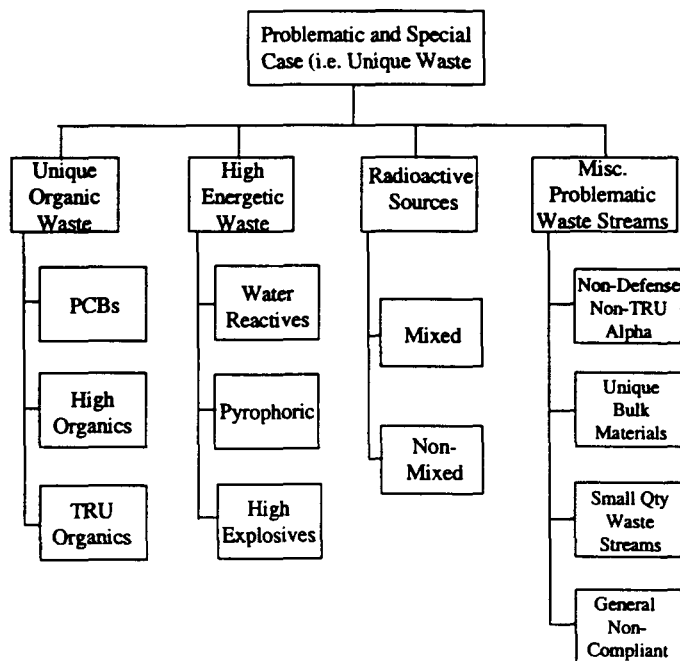 Problematic and Special
Case (i.e. Unique Waste
Unique
Organic
Waste
PCBs
High
Organics
TRU
Organics
High
Energetic
Waste
Water
Reactives
Pyrophoric
High
Explosives
Radioactive
Sources
Mixed
Non-
Mixed
Misc.
Problematic
Waste Streams
Non-Defense
Non-TRU
Alpha
Unique
Bulk
Materials
Small Qty
Waste
Streams
General
Non-
Compliant